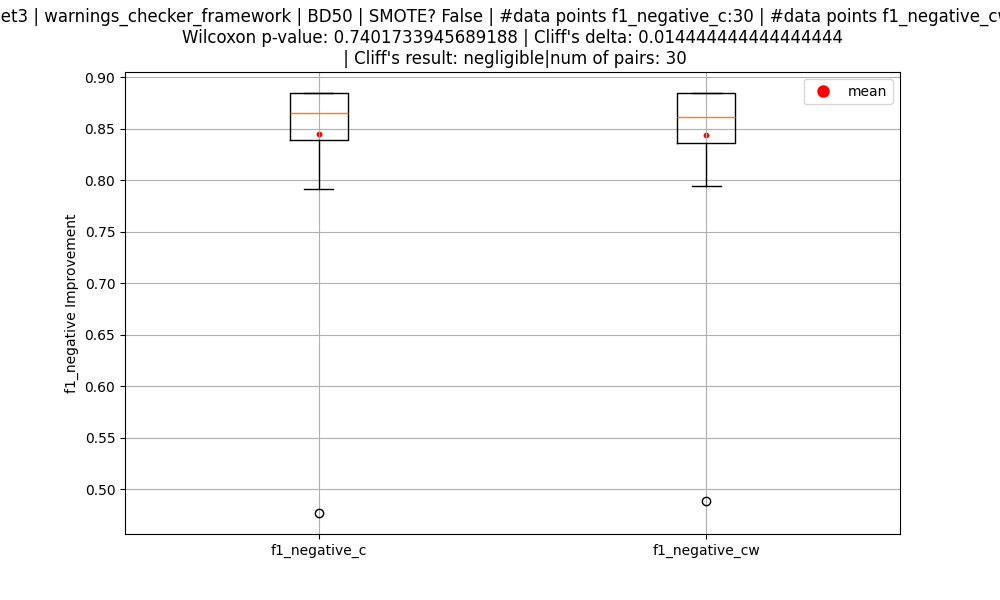 et3 | warnings_checker_framework | BD50 | SMOTE? False | #data points f1_negative_c:30 | #data points f1_negative_cw
Wilcoxon p-value: 0.7401733945689188 | Cliff's delta: 0.014444444444444444
| Cliff's result: negligible|num of pairs: 30
mean
f1_negative Improvement
0.90
0.85
0.80
0.75
0.70
0.65
0.60
0.55
0.50
f1_negative_c
f1_negative_cw